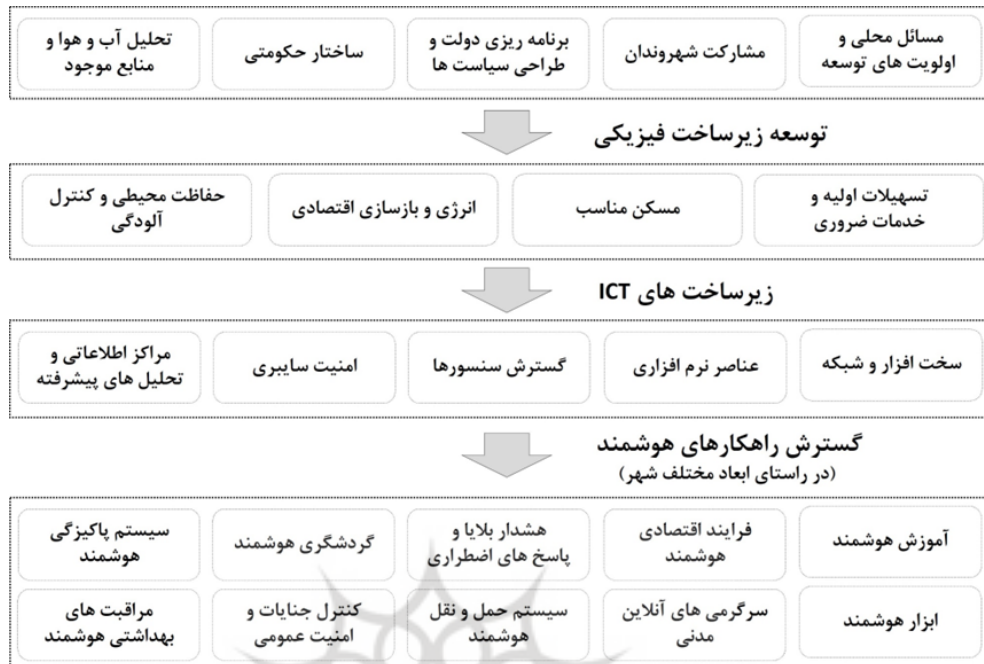 مسائل محلی و
اولویت های توسعه
مشارکت شهروندان
برنامه ریزی دولت و
طراحی سیاست ها
ساختار حکومتی
تحلیل آب و هوا و
منابع موجود
توسعه زیرساخت فیزیکی
تسهیلات اولیه و
خدمات ضروری
مسکن مناسب
انرژی و بازسازی اقتصادی
حفاظت محیطی و کنترل
آلودگی
زیرساخت های ICT
سخت افزار و شبکه
عناصر نرم افزاری
گسترش سنسورها
امنیت سایبری
مراکز اطلاعاتی و
تحلیل های پیشرفته
گسترش راهکارهای هوشمند
(در راستای ابعاد مختلف شهر)
آموزش هوشمند
فرایند اقتصادی
هوشمند
هشدار بلایا و
پاسخ های اضطراری
گردشگری هوشمند
سیستم پاکیزگی
هوشمند
ابزار هوشمند
سرگرمی های آنلاین
مدنی
سیستم حمل و نقل
هوشمند
کنترل جنایات و
امنیت عمومی
مراقبت های
بهداشتی هوشمند